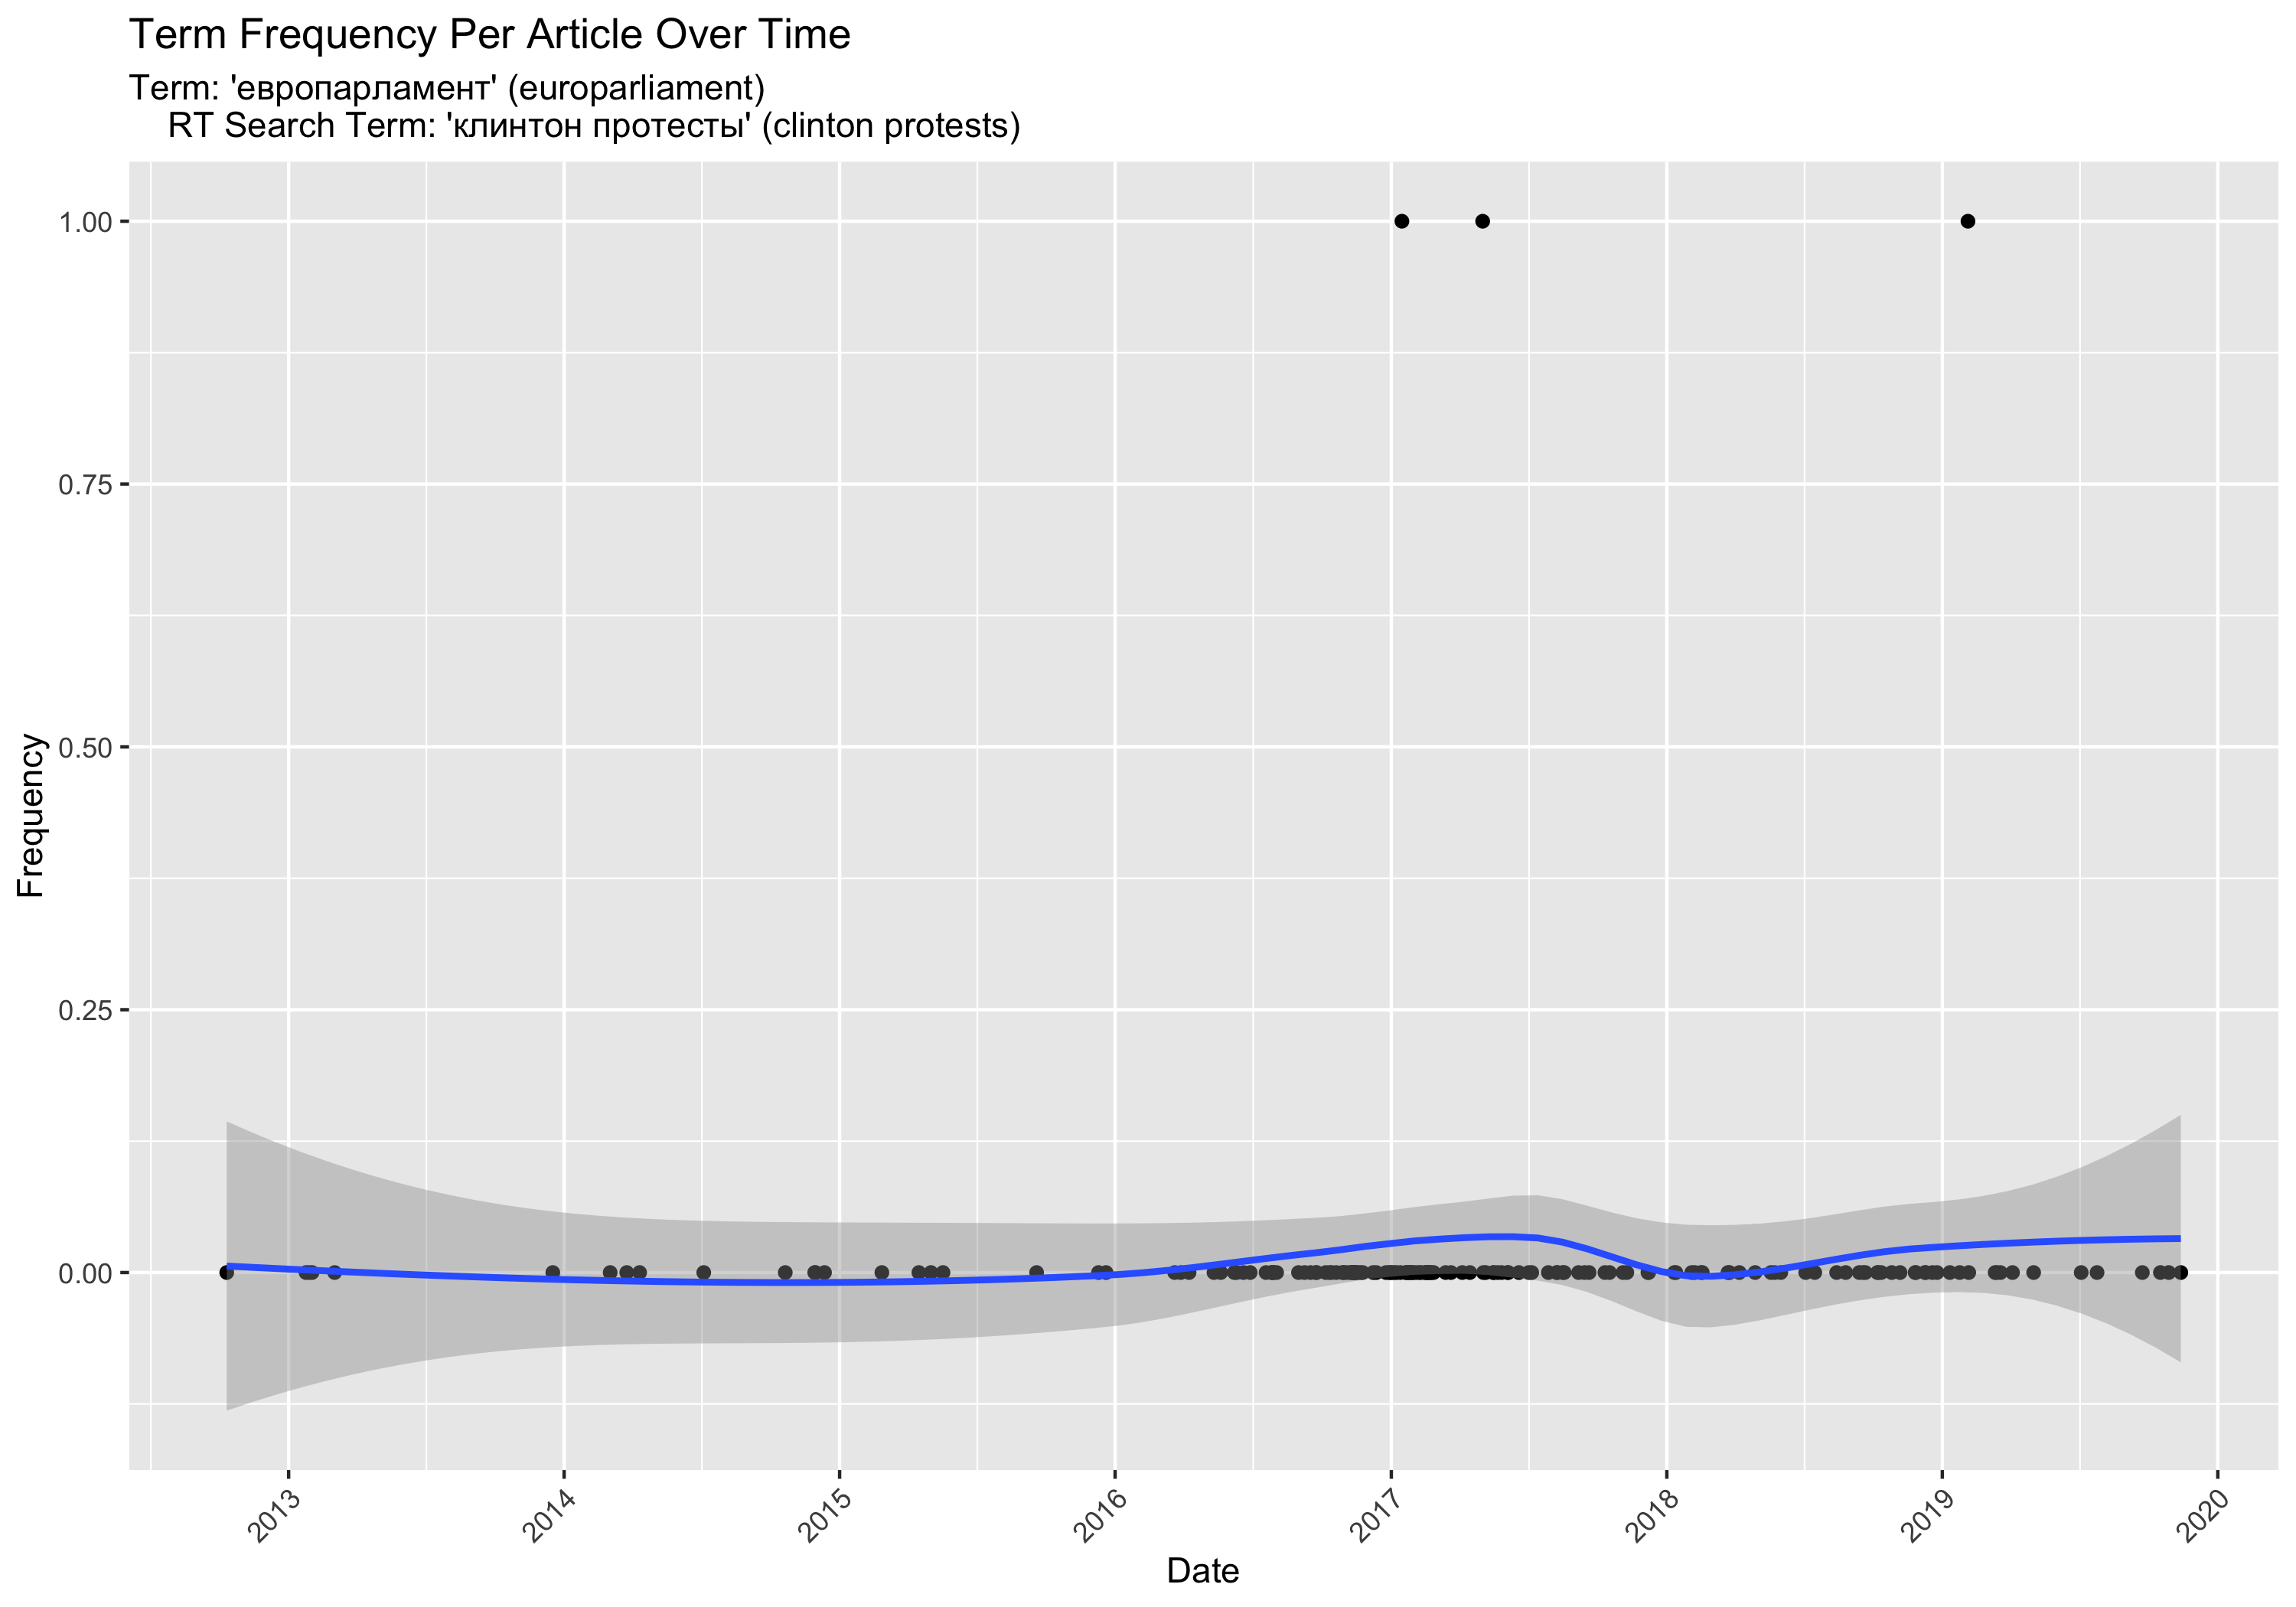 Term Frequency Per Article Over Time
Term: 'европарламент' (europarliament)
RT Search Term: 'клинтон протесты' (clinton protests)
1.00
0.75
0.50
0.25
0.00
Frequency
2013
2014
2015
2016
2017
2018
2019
2020
Date